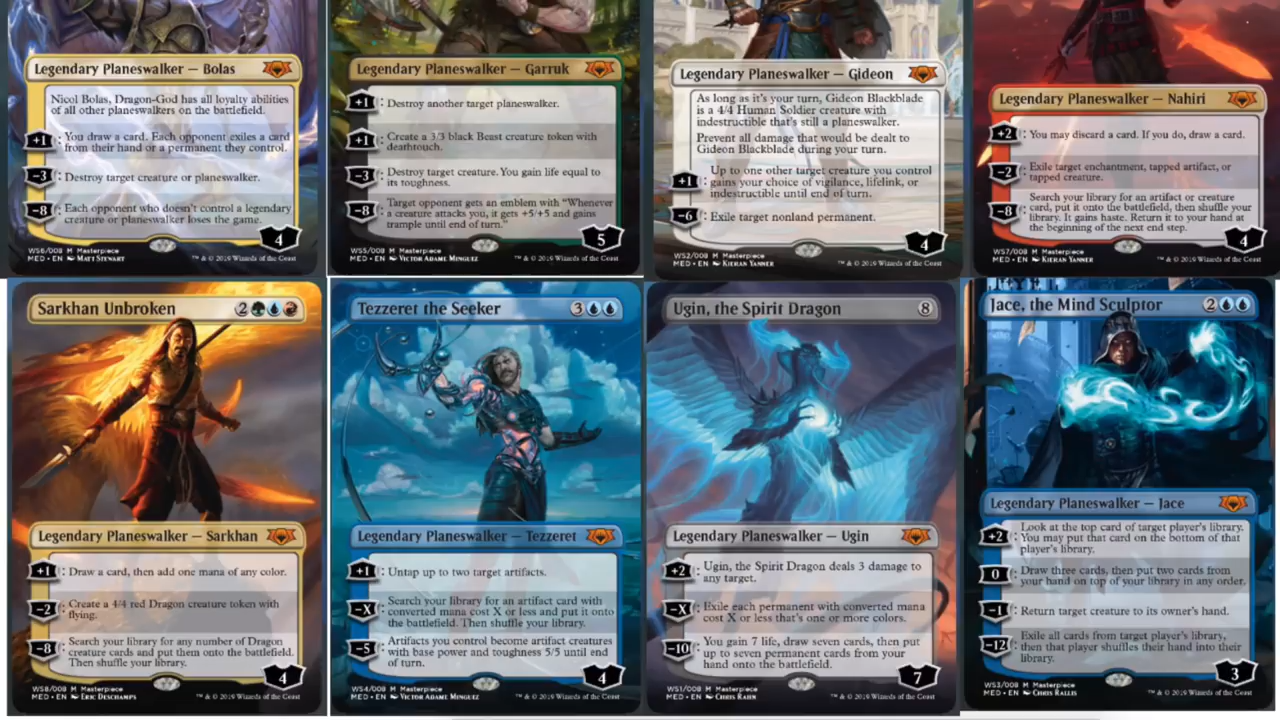 Legendary Planeswalker — Bolas
Nicol Bolas, Dragon-God has all loyalty abilities
of all other planeswalkers on the battlefield.
+1: You draw a card. Each opponent exiles a card
from their hand or a permanent they control.
−3: Destroy target creature or planeswalker.
−8: Each opponent who doesn't control a legendary
creature or planeswalker loses the game.
4
WS6/008 M Masterpiece
MED • EN Matt Stewart
™ & © 2019 Wizards of the Coast
Legendary Planeswalker — Garruk
+1: Destroy another target planeswalker.
+1: Create a 3/3 black Beast creature token with
deathtouch.
−3: Destroy target creature. You gain life equal to
its toughness.
−8: Target opponent gets an emblem with "Whenever
a creature attacks you, it gets +5/+5 and gains
trample until end of turn."
5
WS5/008 M Masterpiece
MED • EN Victor Adame Minguez
™ & © 2019 Wizards of the Coast
Legendary Planeswalker — Gideon
As long as it's your turn, Gideon Blackblade
is a 4/4 Human Soldier creature with
indestructible that's still a planeswalker.
Prevent all damage that would be dealt to
Gideon Blackblade during your turn.
+1: Up to one other target creature you control
gains your choice of vigilance, lifelink, or
indestructible until end of turn.
−6: Exile target nonland permanent.
4
WS2/008 M Masterpiece
MED • EN Kieran Yanner
™ & © 2019 Wizards of the Coast
Legendary Planeswalker — Nahiri
+2: You may discard a card. If you do, draw a card.
−2: Exile target enchantment, tapped artifact, or
tapped creature.
−8: Search your library for an artifact or creature
card, put it onto the battlefield, then shuffle your
library. It gains haste. Return it to your hand at
the beginning of the next end step.
4
WS7/008 M Masterpiece
MED • EN Kieran Yanner
™ & © 2019 Wizards of the Coast
Sarkhan Unbroken 2
Legendary Planeswalker — Sarkhan
+1: Draw a card, then add one mana of any color.
−2: Create a 4/4 red Dragon creature token with
flying.
−8: Search your library for any number of Dragon
creature cards and put them onto the battlefield.
Then shuffle your library.
4
WS8/008 M Masterpiece
MED • EN Eric Deschamps
™ & © 2019 Wizards of the Coast
Tezzeret the Seeker 3
Legendary Planeswalker — Tezzeret
+1: Untap up to two target artifacts.
−X: Search your library for an artifact card with
converted mana cost X or less and put it onto
the battlefield. Then shuffle your library.
−5: Artifacts you control become artifact creatures
with base power and toughness 5/5 until end
of turn.
4
WS4/008 M Masterpiece
MED • EN Victor Adame Minguez
™ & © 2019 Wizards of the Coast
Ugin, the Spirit Dragon 8
Legendary Planeswalker — Ugin
+2: Ugin, the Spirit Dragon deals 3 damage to
any target.
−X: Exile each permanent with converted mana
cost X or less that's one or more colors.
−10: You gain 7 life, draw seven cards, then put
up to seven permanent cards from your
hand onto the battlefield.
7
WS1/008 M Masterpiece
MED • EN Chris Rahn
™ & © 2019 Wizards of the Coast
Jace, the Mind Sculptor 2
Legendary Planeswalker — Jace
+2: Look at the top card of target player's library.
You may put that card on the bottom of that
player's library.
0: Draw three cards, then put two cards from
your hand on top of your library in any order.
−1: Return target creature to its owner's hand.
−12: Exile all cards from target player's library,
then that player shuffles their hand into their
library.
3
WS3/008 M Masterpiece
MED • EN Chris Rallis
™ & © 2019 Wizards of the Coast